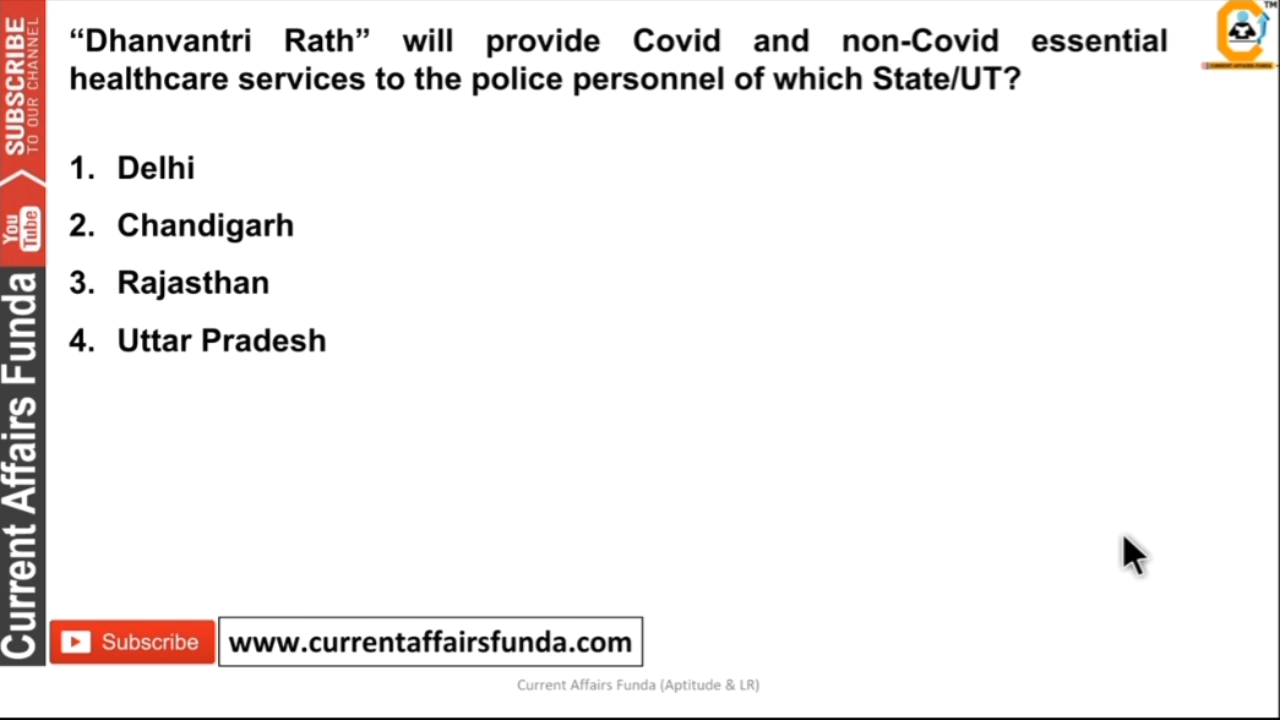 “Dhanvantri Rath” will provide Covid and non-Covid essential
healthcare services to the police personnel of which State/UT?
1. Delhi
2. Chandigarh
3. Rajasthan
4. Uttar Pradesh
SUBSCRIBE
TO OUR CHANNEL
You Tube
Current Affairs Funda
Subscribe
www.currentaffairsfunda.com
Current Affairs Funda (Aptitude & LR)
TM